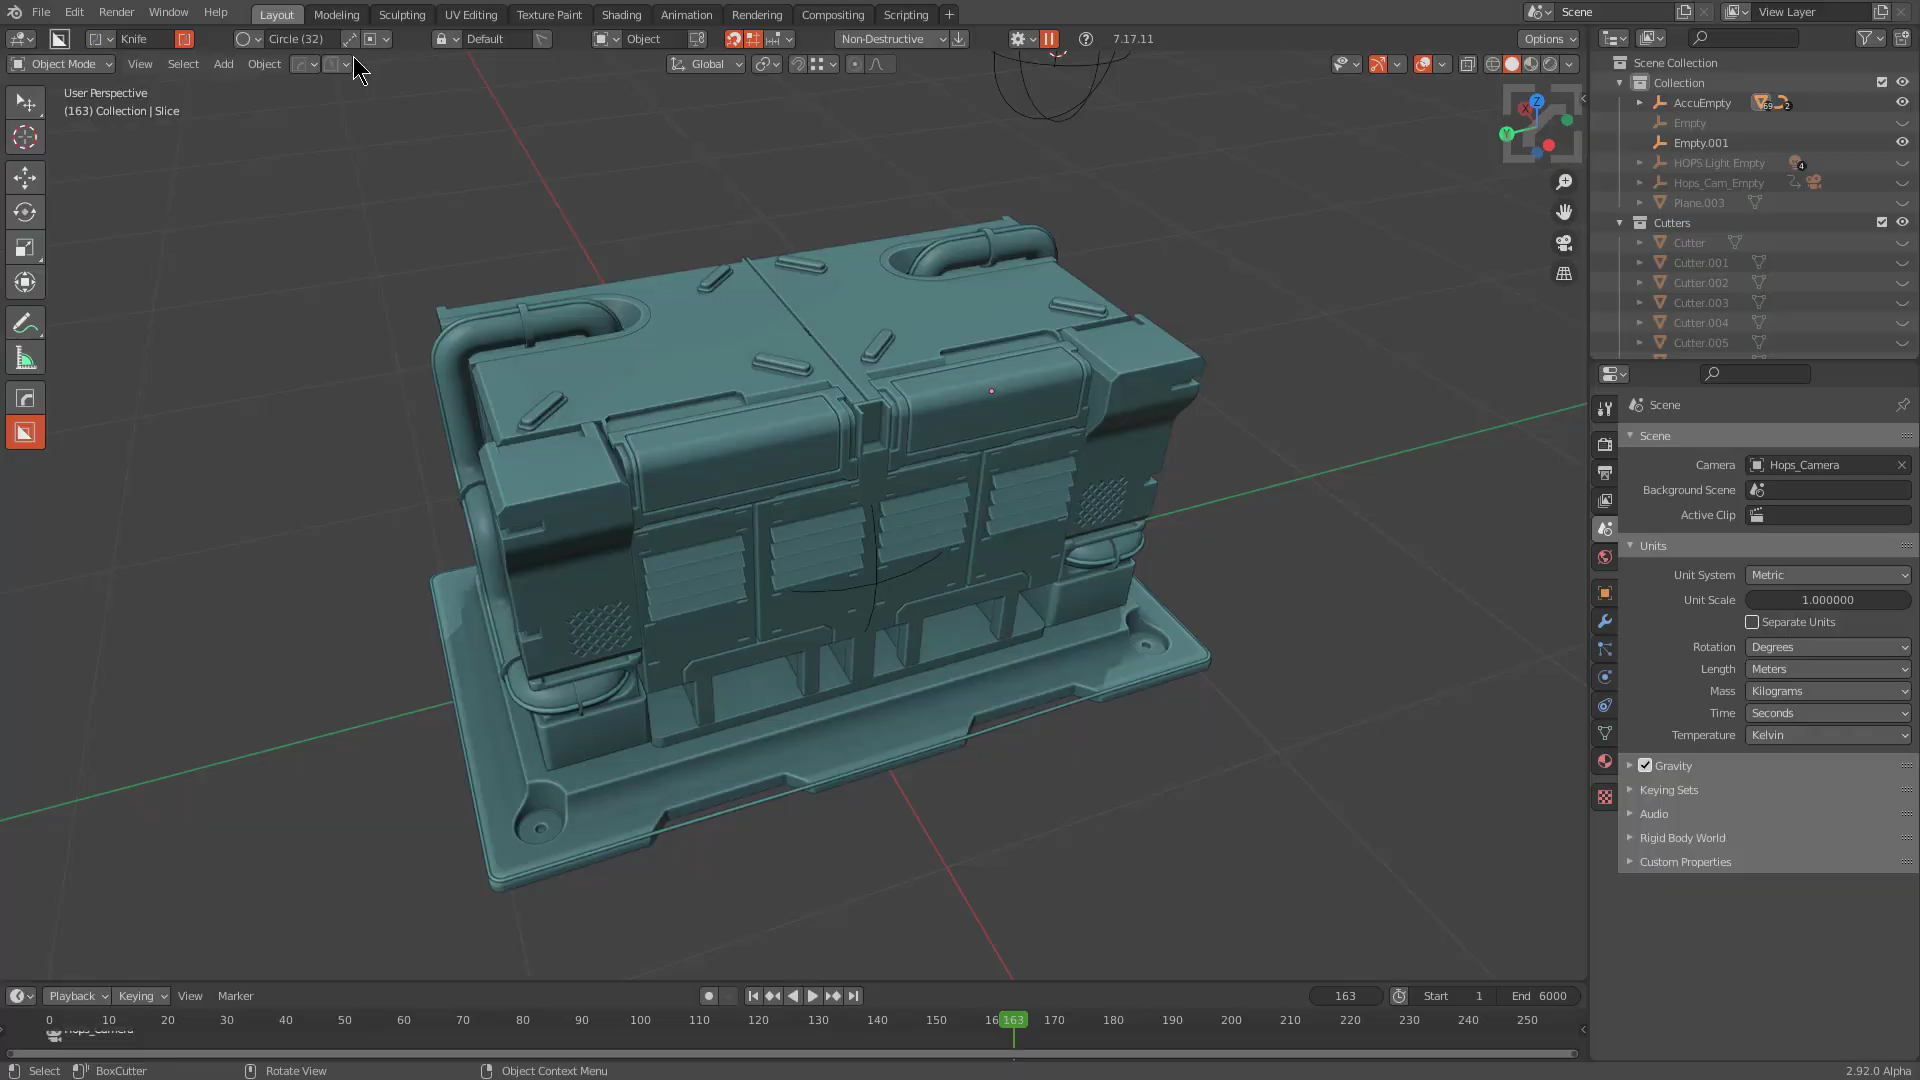 File Edit Render Window Help Layout Modeling Sculpting UV Editing Texture Paint Shading Animation Rendering Compositing Scripting + Scene View Layer
Knife Circle (32) Default Object Non-Destructive 7.17.11 Options
Object Mode View Select Add Object Global
User Perspective
(163) Collection | Slice
Z
X
Y
Scene Collection
Collection
AccuEmpty 69 2
Empty
Empty.001
HOPS Light Empty 4
Hops_Cam_Empty
Plane.003
Cutters
Cutter
Cutter.001
Cutter.002
Cutter.003
Cutter.004
Cutter.005
Scene
Scene
Camera Hops_Camera
Background Scene
Active Clip
Units
Unit System Metric
Unit Scale 1.000000
Separate Units
Rotation Degrees
Length Meters
Mass Kilograms
Time Seconds
Temperature Kelvin
Gravity
Keying Sets
Audio
Rigid Body World
Custom Properties
Playback Keying View Marker 163 Start 1 End 6000
0 10 20 30 40 50 60 70 80 90 100 110 120 130 140 150 16 163 170 180 190 200 210 220 230 240 250
Hops_Camera
Select BoxCutter Rotate View Object Context Menu 2.92.0 Alpha